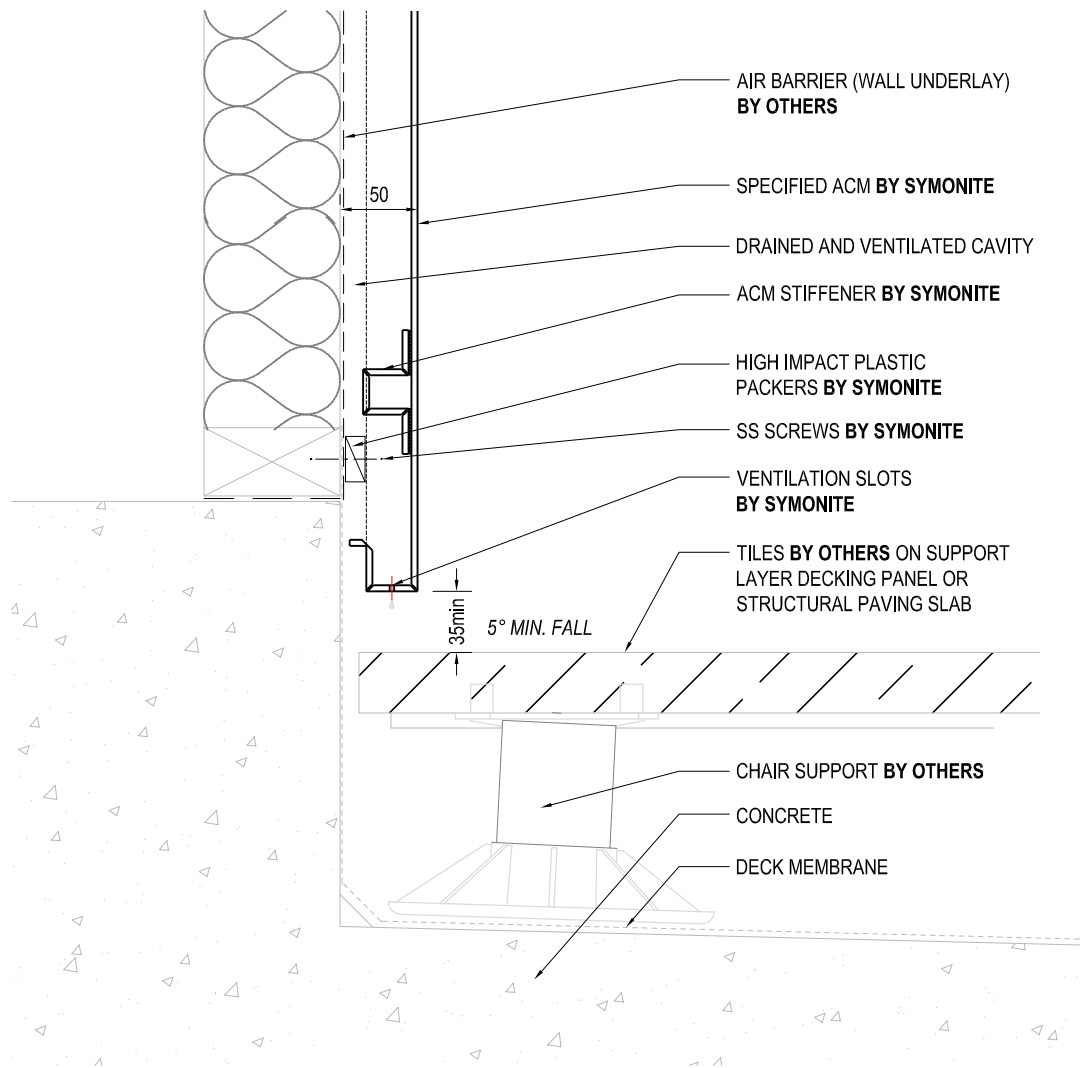 AIR BARRIER (WALL UNDERLAY)
BY OTHERS
50
SPECIFIED ACM BY SYMONITE
DRAINED AND VENTILATED CAVITY
ACM STIFFENER BY SYMONITE
HIGH IMPACT PLASTIC
PACKERS BY SYMONITE
SS SCREWS BY SYMONITE
VENTILATION SLOTS
BY SYMONITE
TILES BY OTHERS ON SUPPORT
LAYER DECKING PANEL OR
STRUCTURAL PAVING SLAB
35min
5° MIN. FALL
CHAIR SUPPORT BY OTHERS
CONCRETE
DECK MEMBRANE